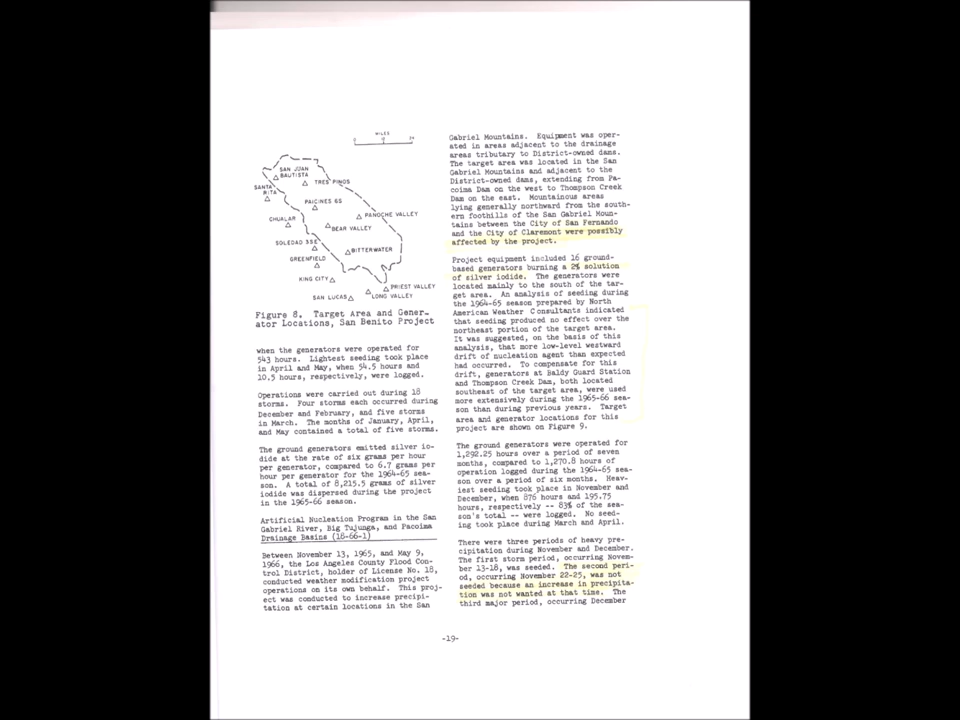 MILES
SAN JUAN
BAUTISTA
SANTA
RITA
TRES PINOS
PAICINES 6S
CHUALAR
PANOCHE VALLEY
BEAR VALLEY
SOLEDAD 35E
BITTERWATER
GREENFIELD
KING CITY
PRIEST VALLEY
SAN LUCAS
LONG VALLEY
Figure 8. Target Area and Gener-
ator Locations, San Benito Project
when the generators were operated for
543 hours. Lightest seeding took place
in April and May, when 54.5 hours and
10.5 hours, respectively, were logged.
Operations were carried out during 18
storms. Four storms each occurred during
December and February, and five storms
in March. The months of January, April,
and May contained a total of five storms.
The ground generators emitted silver io-
dide at the rate of six grams per hour
per generator, compared to 6.7 grams per
hour per generator for the 1964-65 sea-
son. A total of 8,215.5 grams of silver
iodide was dispersed during the project
in the 1965-66 season.
Artificial Nucleation Program in the San
Gabriel River, Big Tujunga, and Pacoima
Drainage Basins (18-66-1)
Between November 13, 1965, and May 9,
1966, the Los Angeles County Flood Con-
trol District, holder of License No. 18,
conducted weather modification project
operations on its own behalf. This proj-
ect was conducted to increase precipi-
tation at certain locations in the San
Gabriel Mountains. Equipment was oper-
ated in areas adjacent to the drainage
areas tributary to District-owned dams.
The target area was located in the San
Gabriel Mountains and adjacent to the
District-owned dams, extending from Pa-
coima Dam on the west to Thompson Creek
Dam on the east. Mountainous areas
lying generally northward from the south-
ern foothills of the San Gabriel Moun-
tains between the City of San Fernando
and the City of Claremont were possibly
affected by the project.
Project equipment included 16 ground-
based generators burning a 2% solution
of silver iodide. The generators were
located mainly to the south of the tar-
get area. An analysis of seeding during
the 1964-65 season prepared by North
American Weather Consultants indicated
that seeding produced no effect over the
northeast portion of the target area.
It was suggested, on the basis of this
analysis, that more low-level westward
drift of nucleation agent than expected
had occurred. To compensate for this
drift, generators at Baldy Guard Station
and Thompson Creek Dam, both located
southeast of the target area, were used
more extensively during the 1965-66 sea-
son than during previous years. Target
area and generator locations for this
project are shown on Figure 9.
The ground generators were operated for
1,292.25 hours over a period of seven
months, compared to 1,270.8 hours of
operation logged during the 1964-65 sea-
son over a period of six months. Heav-
iest seeding took place in November and
December, when 876 hours and 195.75
hours, respectively -- 83% of the sea-
son's total -- were logged. No seed-
ing took place during March and April.
There were three periods of heavy pre-
cipitation during November and December.
The first storm period, occurring Novem-
ber 13-18, was seeded. The second peri-
od, occurring November 22-25, was not
seeded because an increase in precipita-
tion was not wanted at that time. The
third major period, occurring December
-19-